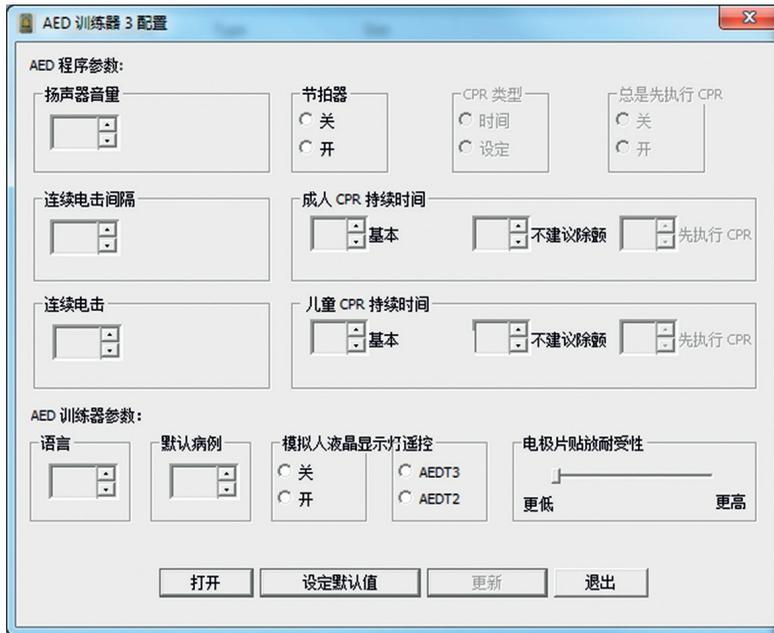 AED 训练器 3 配置
AED 程序参数:
扬声器音量 节拍器 CPR 类型 总是先执行 CPR
关 时间 关
开 设定 开
连续电击间隔 成人 CPR 持续时间
基本 不建议除颤 先执行 CPR
连续电击 儿童 CPR 持续时间
基本 不建议除颤 先执行 CPR
AED 训练器参数:
语言 默认病例 模拟人液晶显示灯遥控 电极片贴放耐受性
关 AEDT3
开 AEDT2 更低 更高
打开 设定默认值 更新 退出